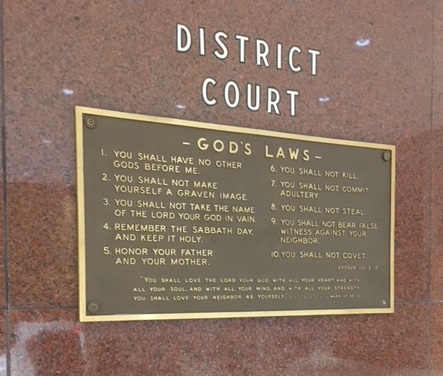 DISTRICT
COURT
- GOD'S LAWS -
1. YOU SHALL HAVE NO OTHER
GODS BEFORE ME.
2. YOU SHALL NOT MAKE
YOURSELF A GRAVEN IMAGE.
3. YOU SHALL NOT TAKE THE NAME
OF THE LORD YOUR GOD IN VAIN.
4. REMEMBER THE SABBATH DAY,
AND KEEP IT HOLY.
5. HONOR YOUR FATHER
AND YOUR MOTHER.
6. YOU SHALL NOT KILL.
7. YOU SHALL NOT COMMIT
ADULTERY.
8. YOU SHALL NOT STEAL.
9. YOU SHALL NOT BEAR FALSE
WITNESS AGAINST YOUR
NEIGHBOR.
10. YOU SHALL NOT COVET.
EXODUS 20:
"YOU SHALL LOVE THE LORD YOUR GOD WITH ALL YOUR HEART AND WITH
ALL YOUR SOUL, AND WITH ALL YOUR MIND, AND WITH ALL YOUR STRENGTH
YOU SHALL LOVE YOUR NEIGHBOR AS YOURSELF.